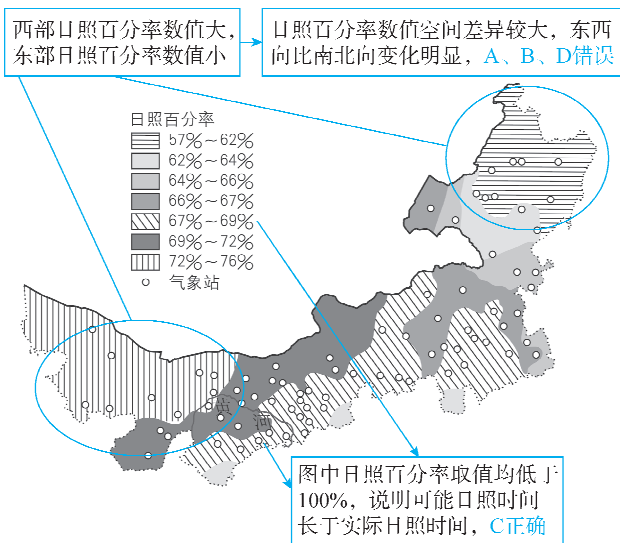 西部日照百分率数值大，
东部日照百分率数值小
日照百分率数值空间差异较大，东西
向比南北向变化明显，A、B、D错误
日照百分率
57%～62%
62%～64%
64%～66%
66%～67%
67%～69%
69%～72%
72%～76%
气象站
黄河
图中日照百分率取值均低于
100%，说明可能日照时间
长于实际日照时间，C正确